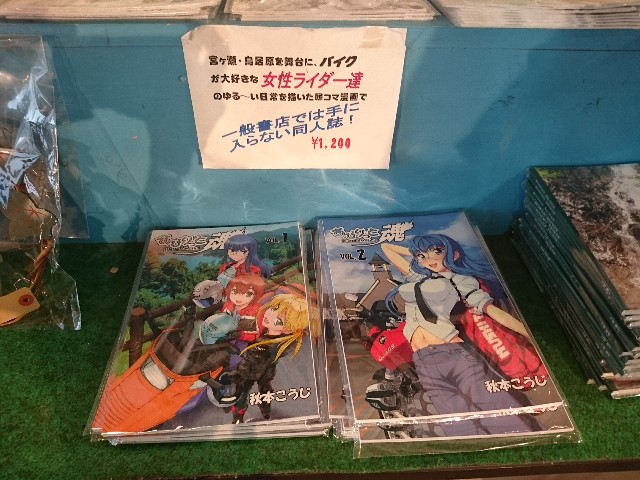 宮ヶ瀬・鳥居原を舞台に、バイク
が大好きな 女性ライダー達
のゆる〜い日常を描いた四コマ漫画で
一般書店では手に
入らない同人誌！
¥1,200
魂
VOL 1
秋本こうじ
魂
VOL 2
秋本こうじ